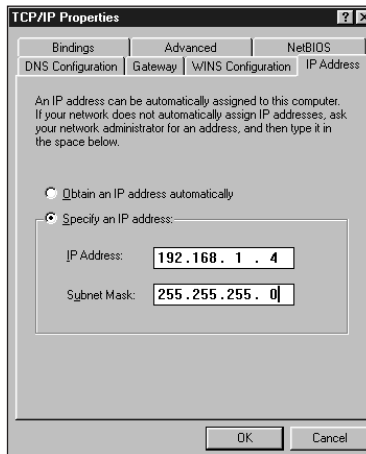 TCP/IP Properties
Bindings Advanced NetBIOS
DNS Configuration Gateway WINS Configuration IP Address
An IP address can be automatically assigned to this computer.
If your network does not automatically assign IP addresses, ask
your network administrator for an address, and then type it in
the space below.
Obtain an IP address automatically
Specify an IP address:
IP Address: 192.168. 1 . 4
Subnet Mask: 255.255.255. 0
OK Cancel